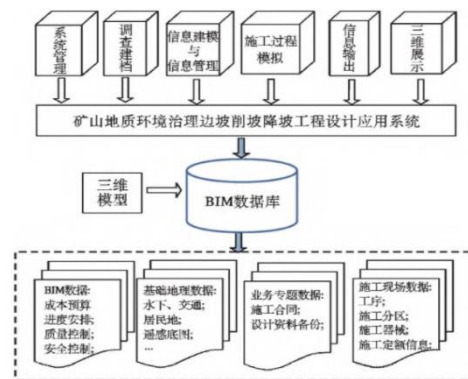 系统管理
调查建档
信息建模
与
信息管理
施工过程
模拟
信息输出
三维展示
矿山地质环境治理边坡削坡降坡工程设计应用系统
三维
模型
BIM数据库
BIM数据:
成本预算
进度安排;
质量控制;
安全控制;
基础地理数据:
水下、交通;
居民地;
遥感底图;
...
业务专题数据:
施工合同;
设计资料备份;
施工现场数据:
工序;
施工分区;
施工器械;
施工定额信息;